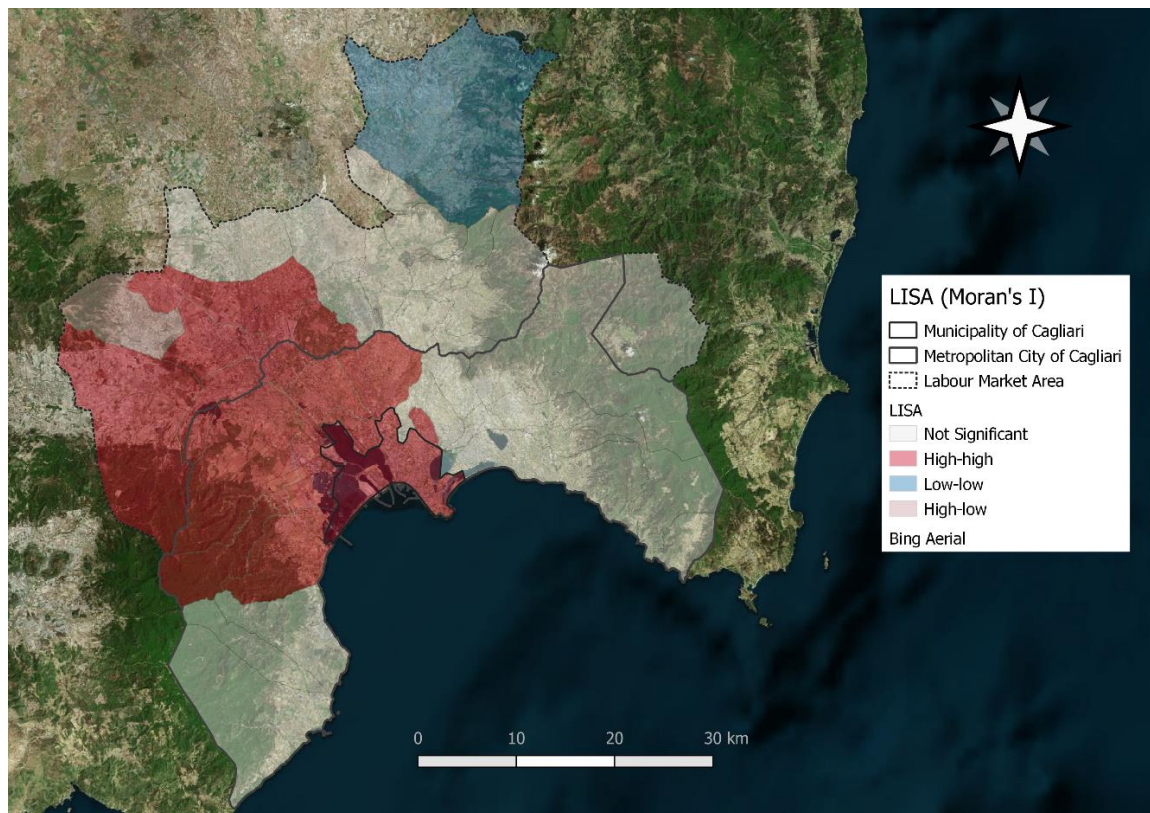 LISA (Moran's I)
Municipality of Cagliari
Metropolitan City of Cagliari
Labour Market Area
LISA
Not Significant
High-high
Low-low
High-low
Bing Aerial
0 10 20 30 km